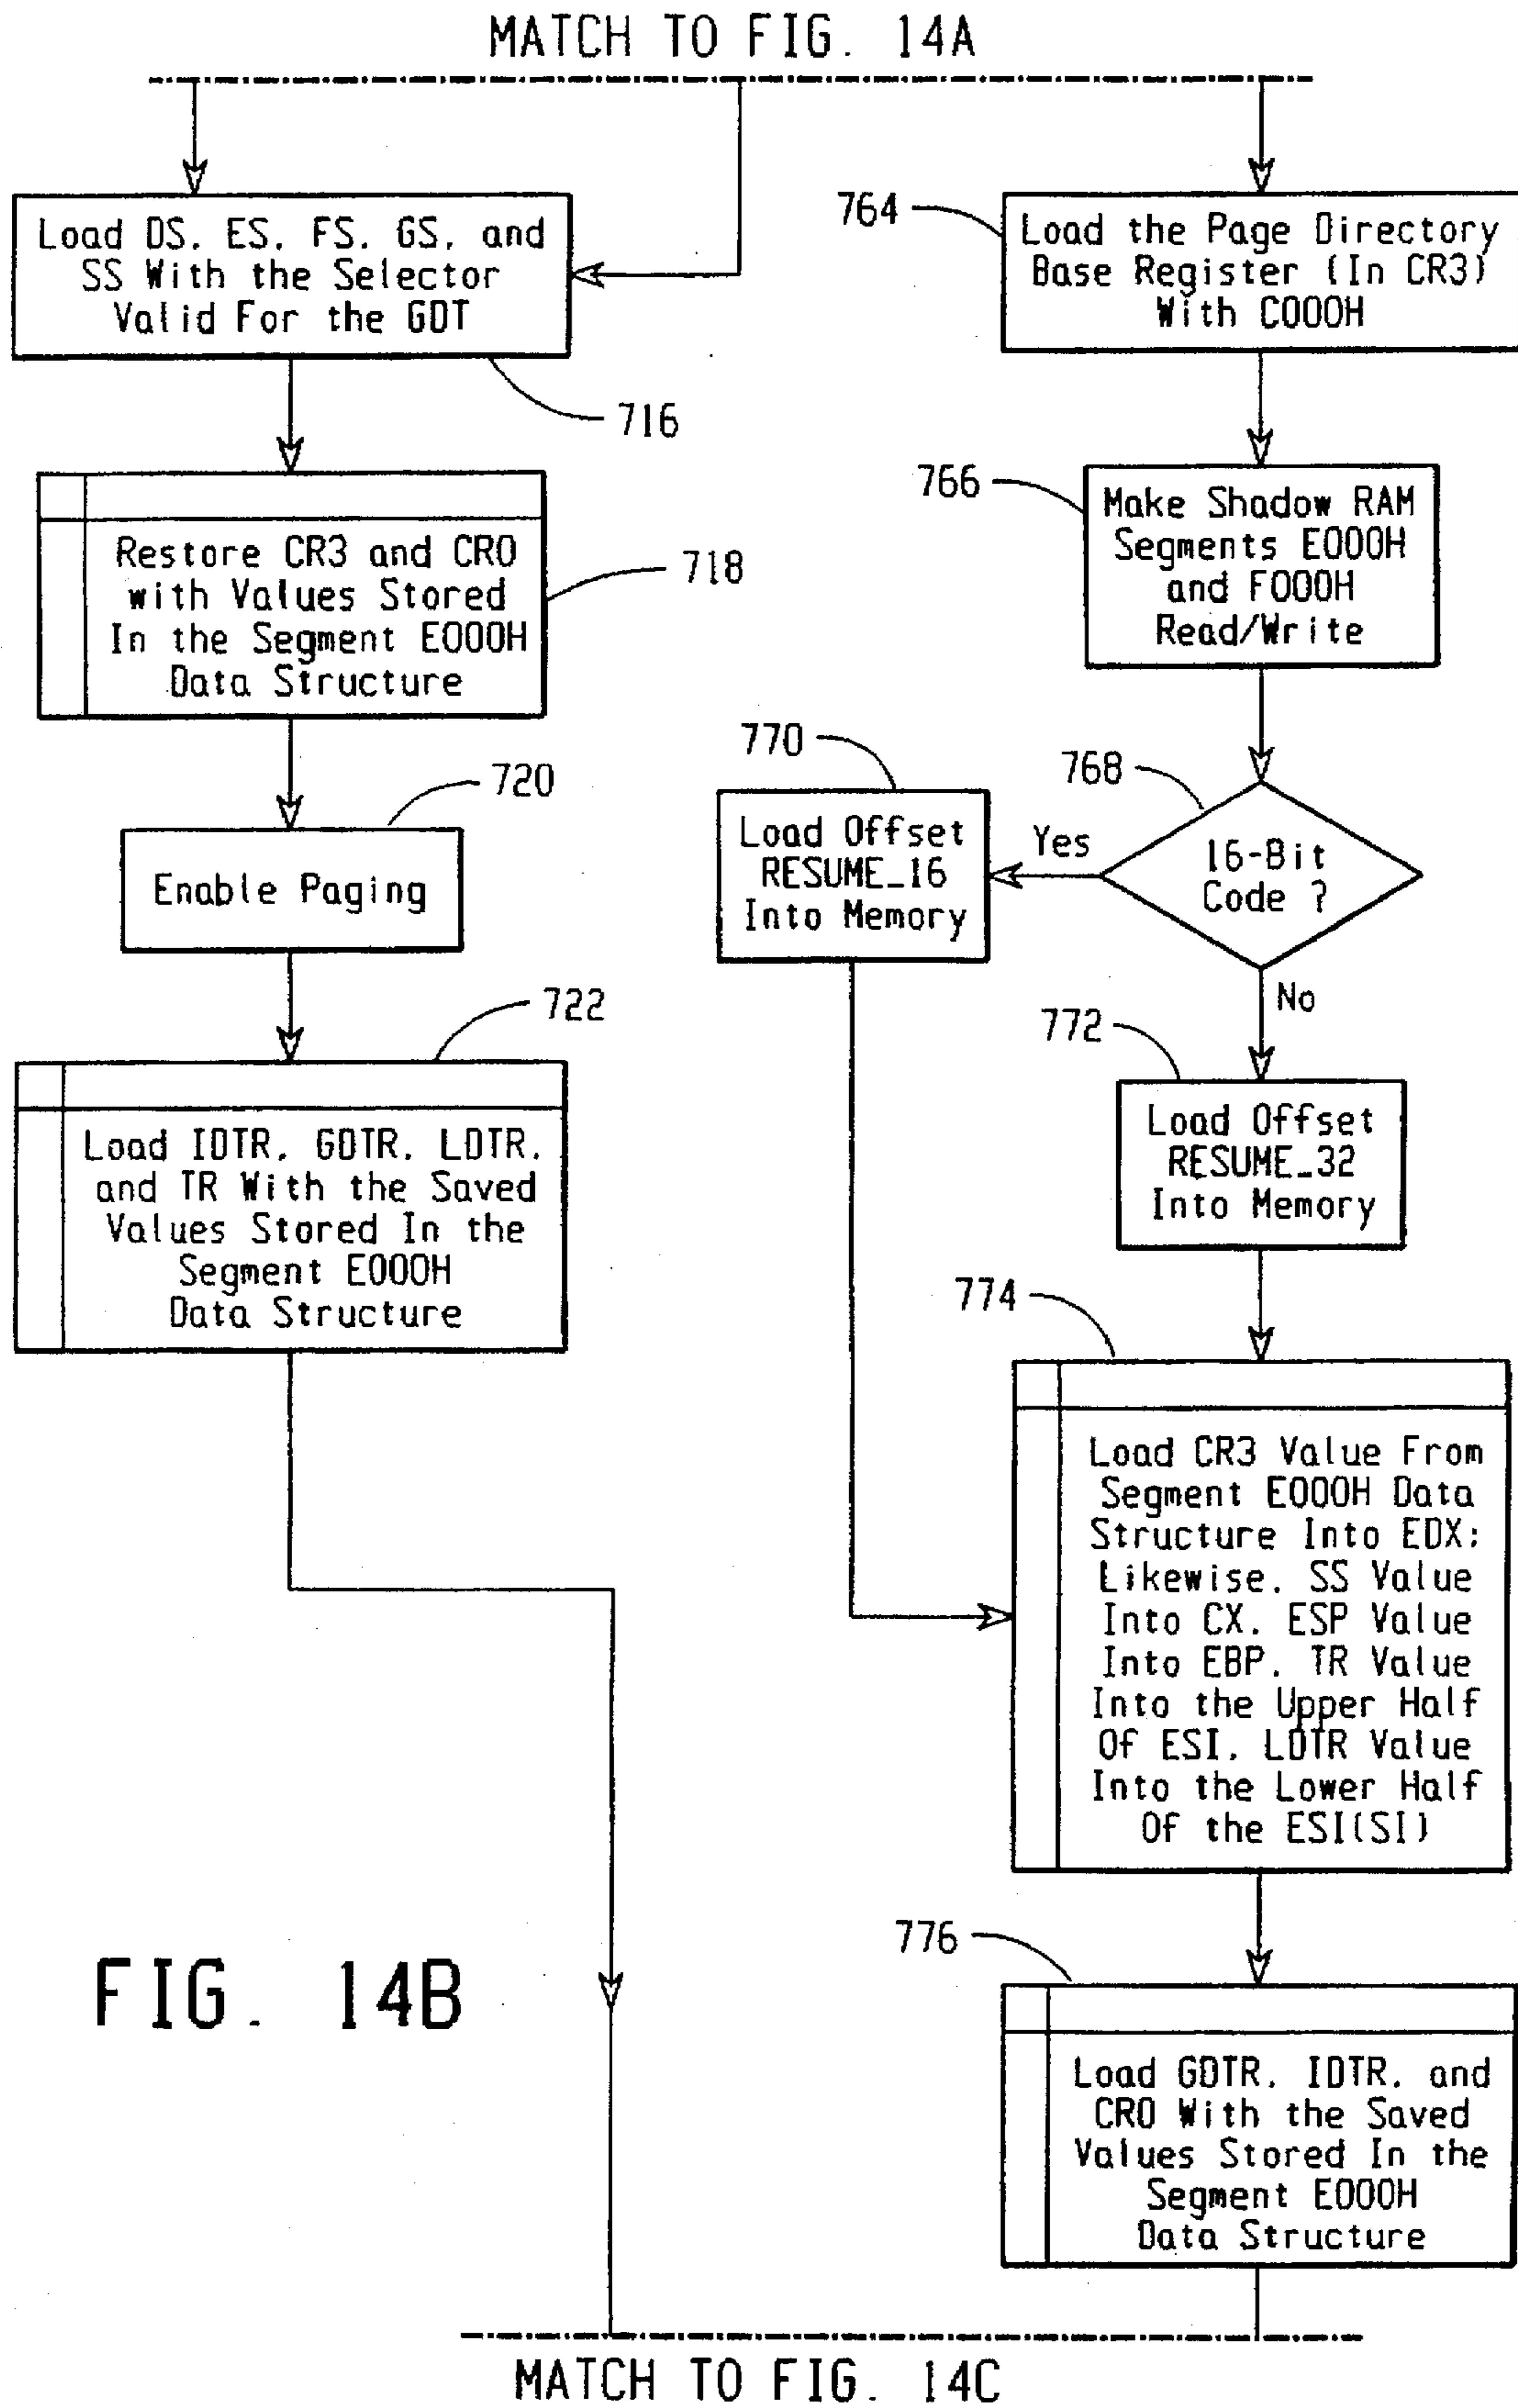 MATCH TO FIG. 14A
Load DS, ES, FS, GS, and
SS With the Selector
Valid For the GDT
716
Restore CR3 and CR0
with Values Stored
In the Segment E000H
Data Structure
718
720
Enable Paging
722
Load IDTR, GDTR, LDTR,
and TR With the Saved
Values Stored In the
Segment E000H
Data Structure
764
Load the Page Directory
Base Register (In CR3)
With C000H
766
Make Shadow RAM
Segments E000H
and F000H
Read/Write
768
16-Bit
Code ?
Yes
770
Load Offset
RESUME_16
Into Memory
No
772
Load Offset
RESUME_32
Into Memory
774
Load CR3 Value From
Segment E000H Data
Structure Into EDX;
Likewise, SS Value
Into CX, ESP Value
Into EBP, TR Value
Into the Upper Half
Of ESI, LDTR Value
Into the Lower Half
Of the ESI(SI)
776
Load GDTR, IDTR, and
CR0 With the Saved
Values Stored In the
Segment E000H
Data Structure
FIG. 14B
MATCH TO FIG. 14C